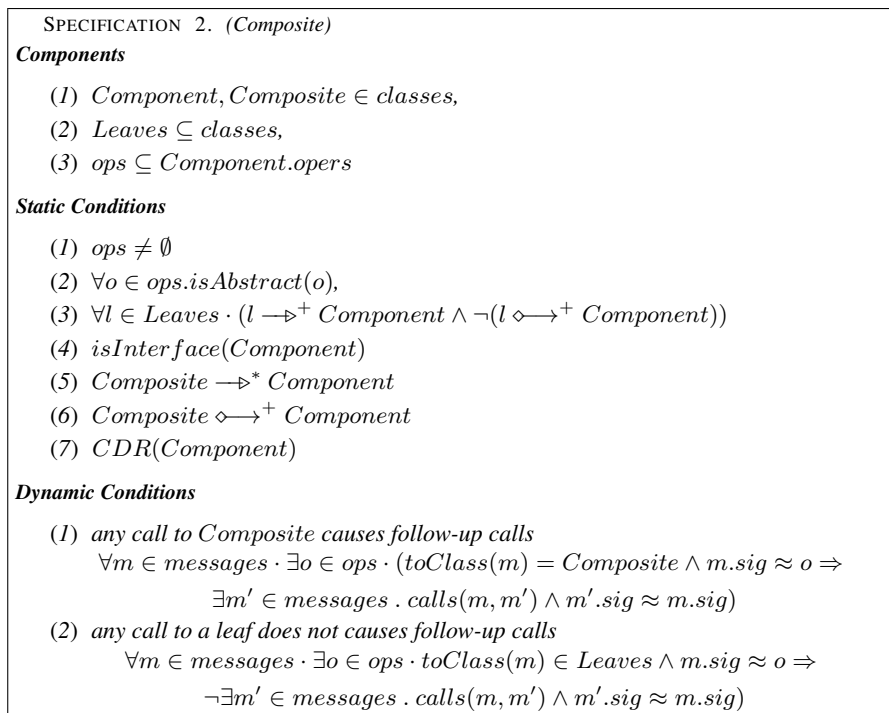 SPECIFICATION 2. (Composite)
Components
(1) Component, Composite ∈ classes,
(2) Leaves ⊆ classes,
(3) ops ⊆ Component.opers
Static Conditions
(1) ops ≠ ∅
(2) ∀o ∈ ops.isAbstract(o),
(3) ∀l ∈ Leaves · (l —▷⁺ Component ∧ ¬(l ◇⟶⁺ Component))
(4) isInterface(Component)
(5) Composite —▷* Component
(6) Composite ◇⟶⁺ Component
(7) CDR(Component)
Dynamic Conditions
(1) any call to Composite causes follow-up calls
∀m ∈ messages · ∃o ∈ ops · (toClass(m) = Composite ∧ m.sig ≈ o ⇒
∃m′ ∈ messages . calls(m, m′) ∧ m′.sig ≈ m.sig)
(2) any call to a leaf does not causes follow-up calls
∀m ∈ messages · ∃o ∈ ops · toClass(m) ∈ Leaves ∧ m.sig ≈ o ⇒
¬∃m′ ∈ messages . calls(m, m′) ∧ m′.sig ≈ m.sig)